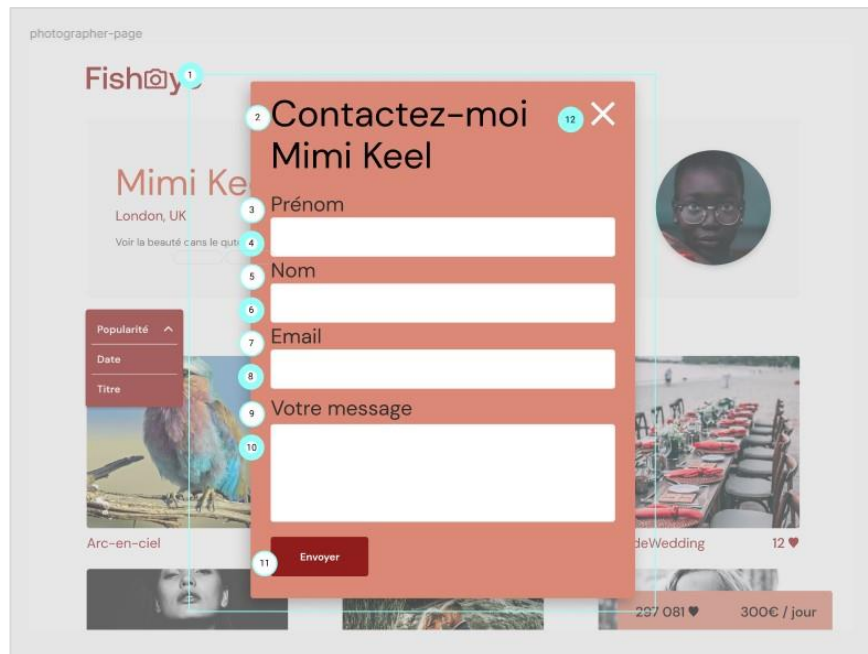 photographer-page
Fish
1
2
Contactez-moi
12
Mimi Keel
Mimi Ke
London, UK
Voir la beauté dans le
3
Prénom
4
5
Nom
6
7
Email
8
9
Votre message
10
11
Envoyer
Popularité
Date
Titre
Arc-en-ciel
deWedding
12
297 081
300€ / jour